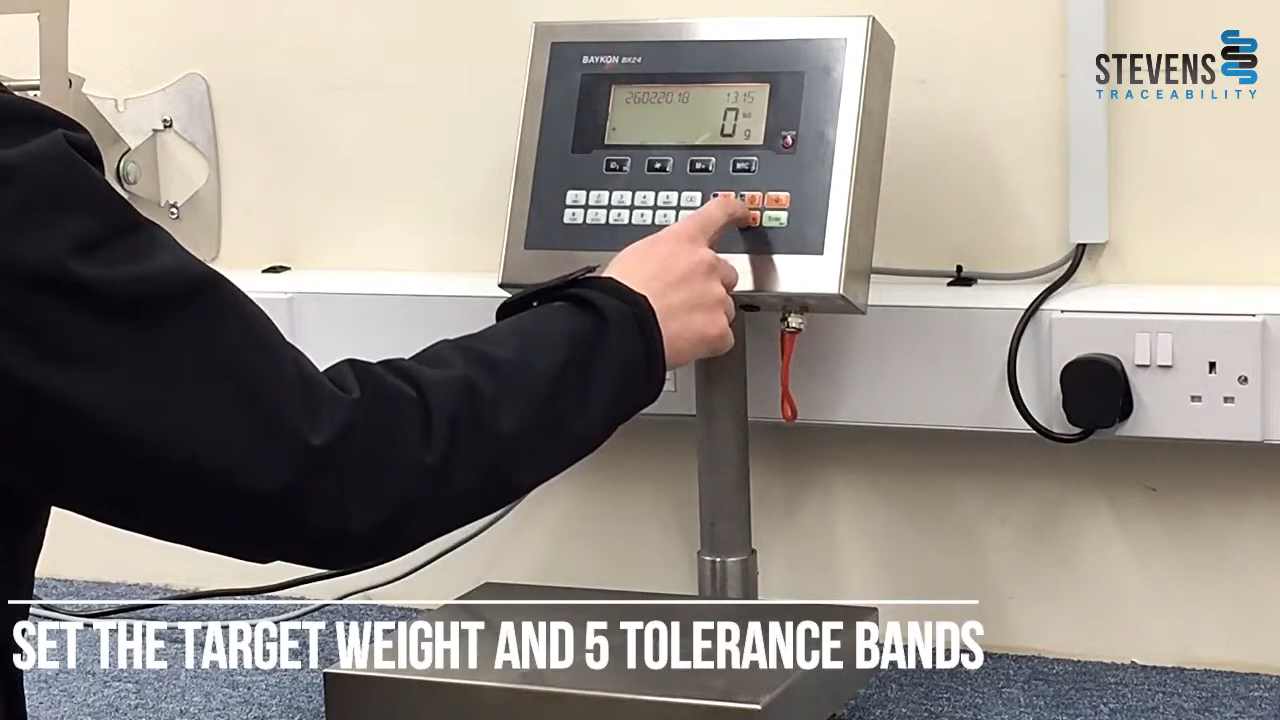 STEVENS
TRACEABILITY
BAYKON BX24
26022018 13:15
0
g
SET THE TARGET WEIGHT AND 5 TOLERANCE BANDS